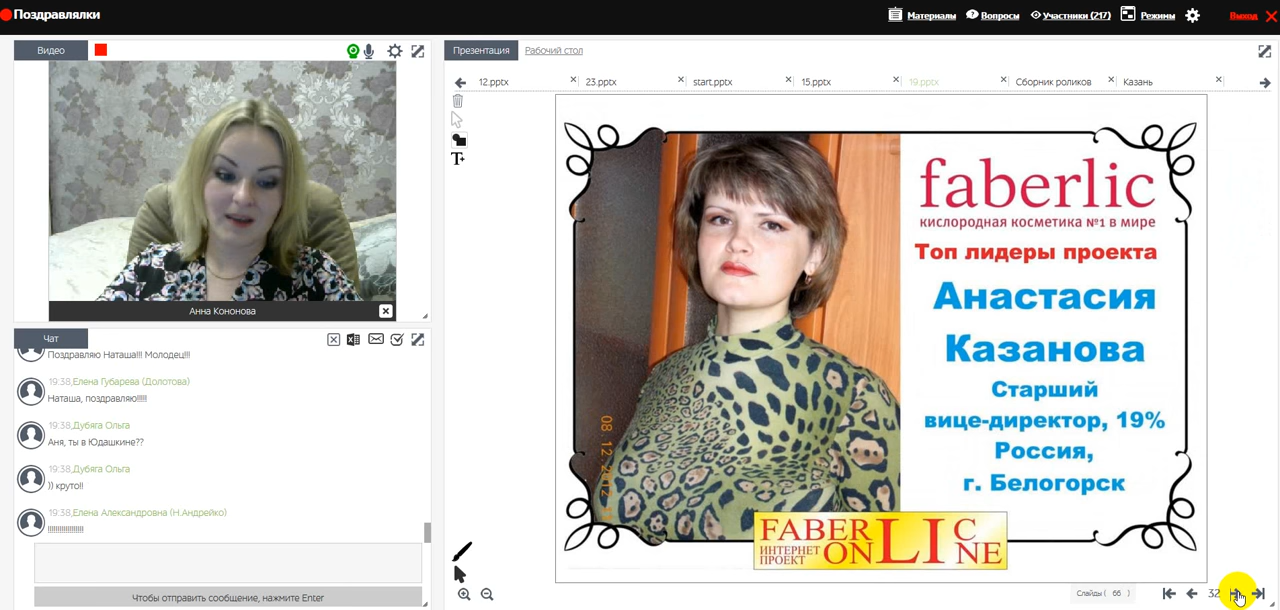 Поздравлялки
Материалы
Вопросы
Участники (217)
Режимы
Выход
Видео
Анна Кононова
Чат
Поздравляю Наташа!!! Молодец!!!
19:38,Елена Губарева (Долотова)
Наташа, поздравляю!!!!!
19:38,Дубяга Ольга
Аня, ты в Юдашкине??
19:38,Дубяга Ольга
)) круто!!
19:38,Елена Александровна (Н.Андрейко)
!!!!!!!!!!!!!!!!!!
Чтобы отправить сообщение, нажмите Enter
Презентация
Рабочий стол
12.pptx
23.pptx
start.pptx
15.pptx
19.pptx
Сборник роликов
Казань
faberlic
кислородная косметика №1 в мире
Топ лидеры проекта
Анастасия
Казанова
Старший
вице-директор, 19%
Россия,
г. Белогорск
FABERLIC
ИНТЕРНЕТ
ПРОЕКТ
ONLINE
Слайды ( 66 )
32